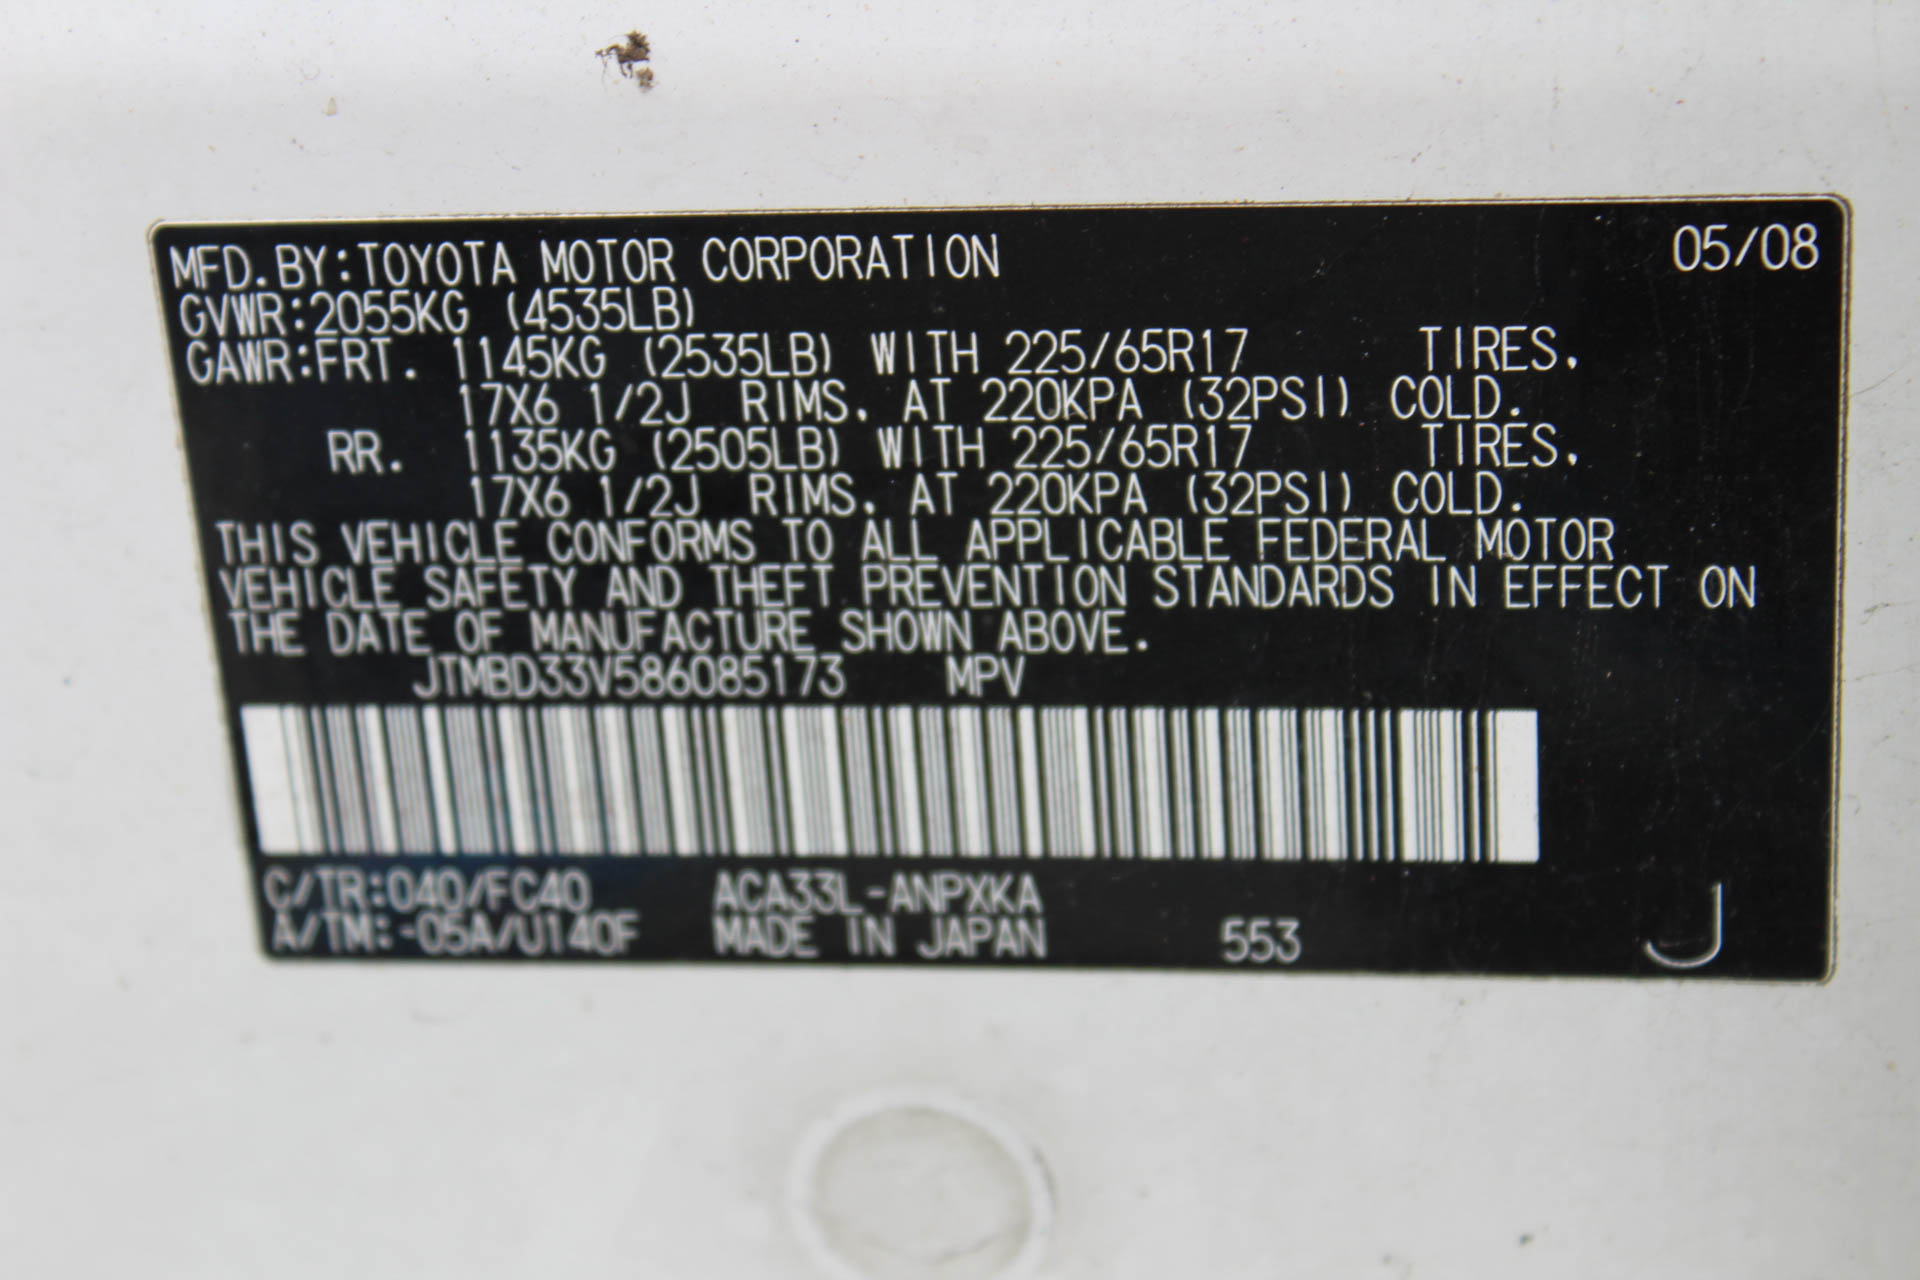 MFD.BY:TOYOTA MOTOR CORPORATION 05/08
GVWR:2055KG (4535LB)
GAWR:FRT. 1145KG (2535LB) WITH 225/65R17 TIRES.
17X6 1/2J RIMS. AT 220KPA (32PSI) COLD.
RR. 1135KG (2505LB) WITH 225/65R17 TIRES.
17X6 1/2J RIMS. AT 220KPA (32PSI) COLD.
THIS VEHICLE CONFORMS TO ALL APPLICABLE FEDERAL MOTOR
VEHICLE SAFETY AND THEFT PREVENTION STANDARDS IN EFFECT ON
THE DATE OF MANUFACTURE SHOWN ABOVE.
JTMBD33V586085173 MPV
C/TR:040/FC40 ACA33L-ANPXKA
A/TM:-05A/U140F MADE IN JAPAN 553 J